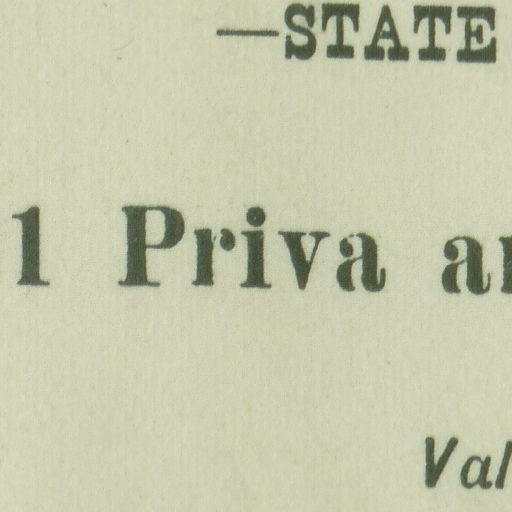 —STATE
1 Priva a
Val